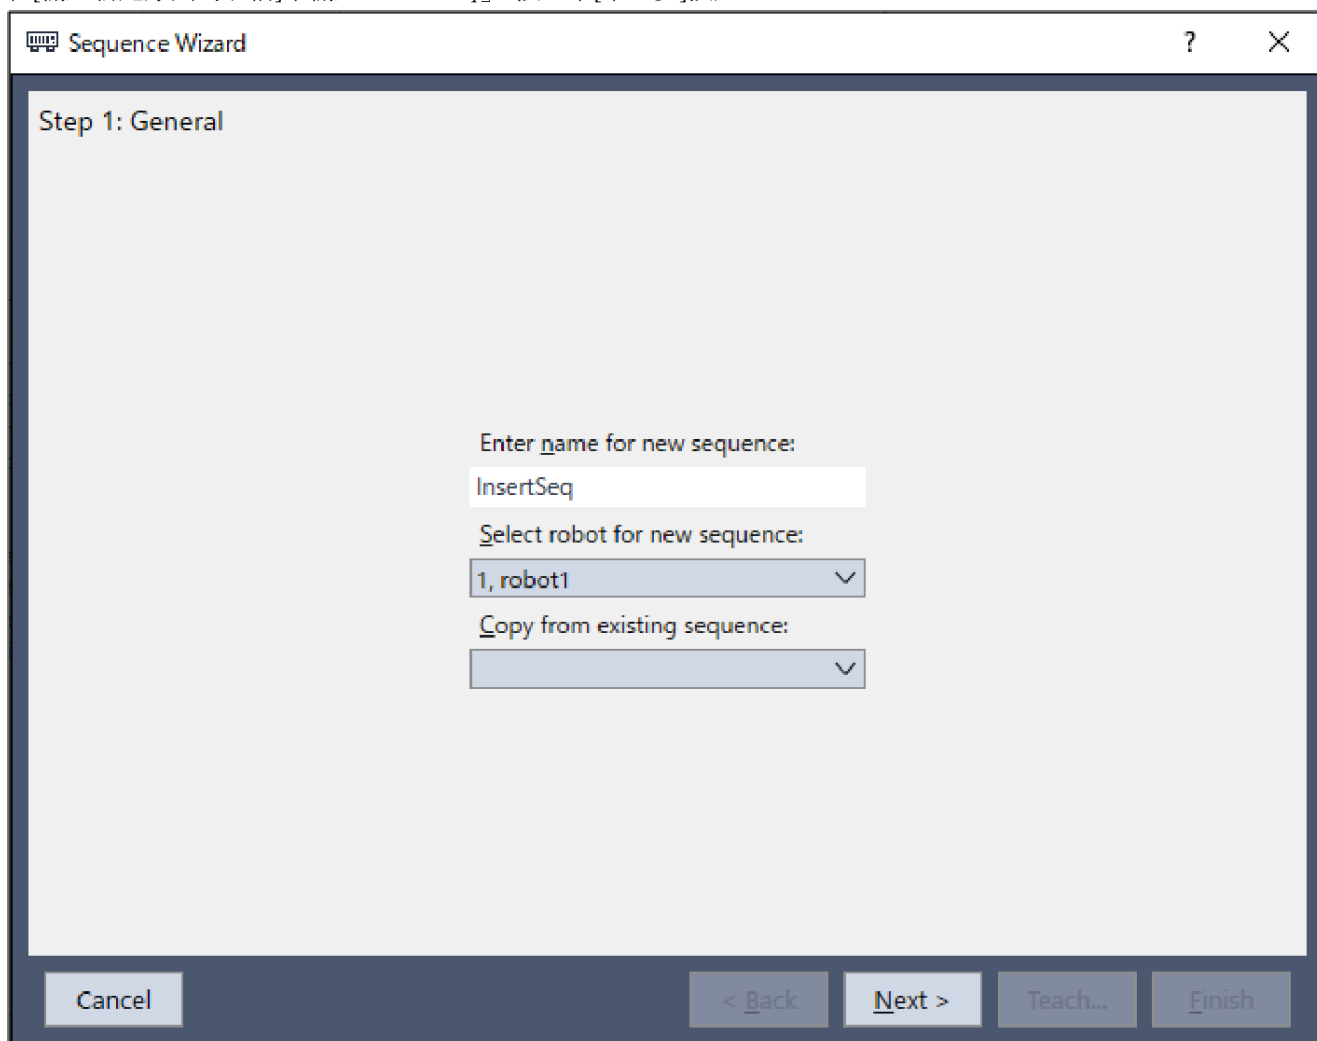 Sequence Wizard
?
Step 1: General
Enter name for new sequence:
InsertSeq
Select robot for new sequence:
1, robot1
Copy from existing sequence:
Cancel
< Back
Next >
Teach...
Finish